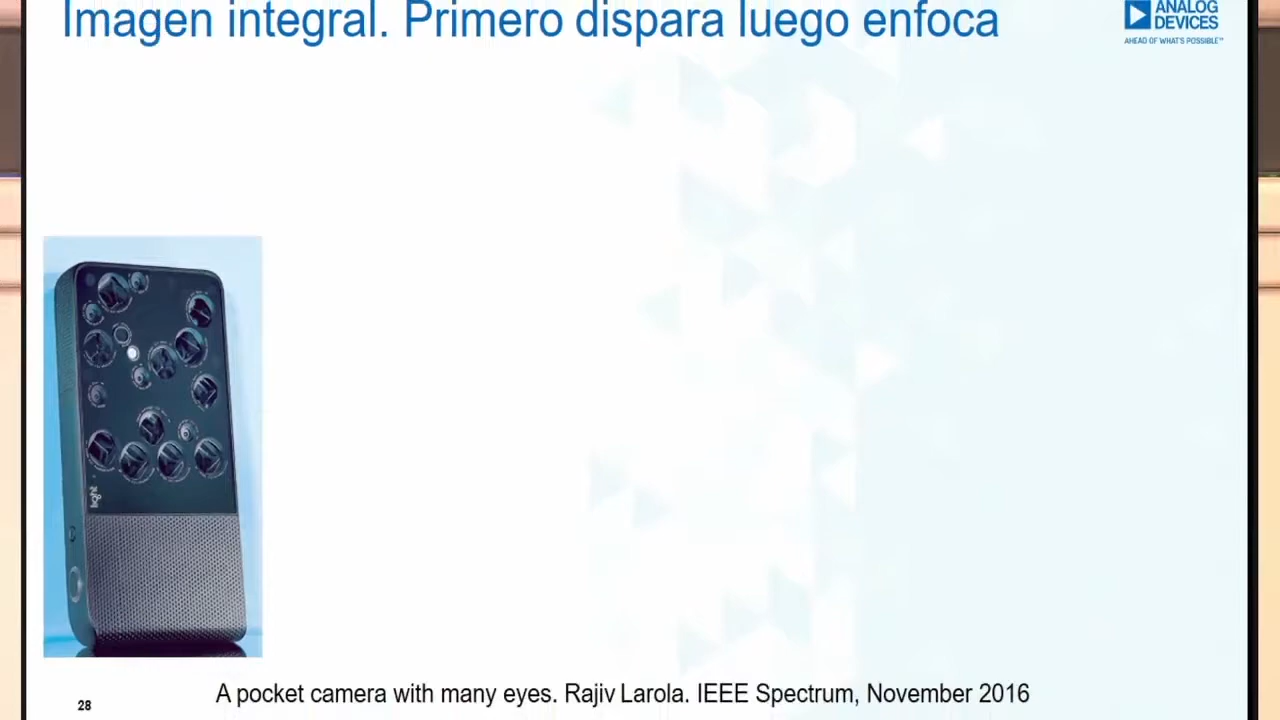 Imagen integral. Primero dispara luego enfoca
ANALOG
DEVICES
AHEAD OF WHAT'S POSSIBLE™
light
A pocket camera with many eyes. Rajiv Larola. IEEE Spectrum, November 2016
28